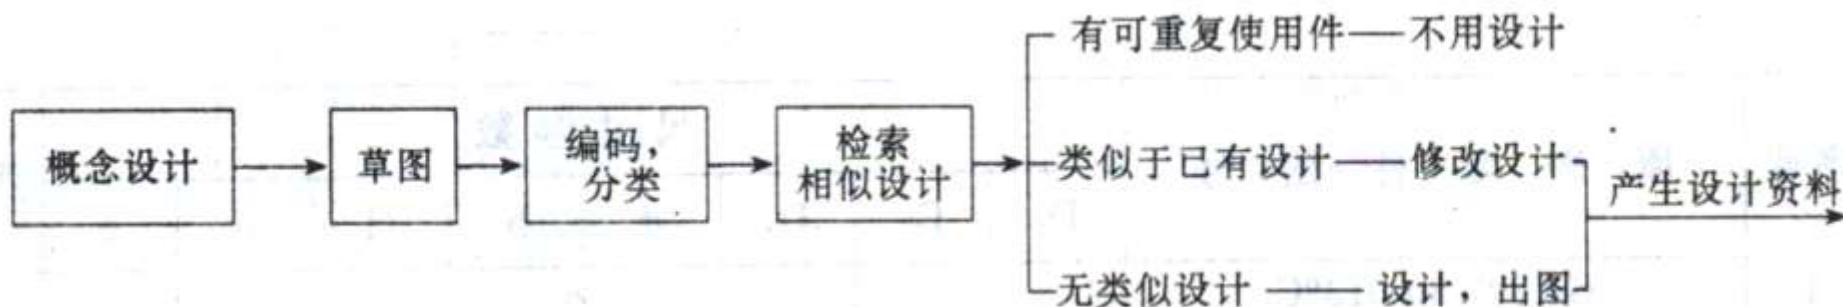 概念设计
草图
编码,
分类
检索
相似设计
有可重复使用件——不用设计
类似于已有设计——修改设计
无类似设计——设计,出图
产生设计资料